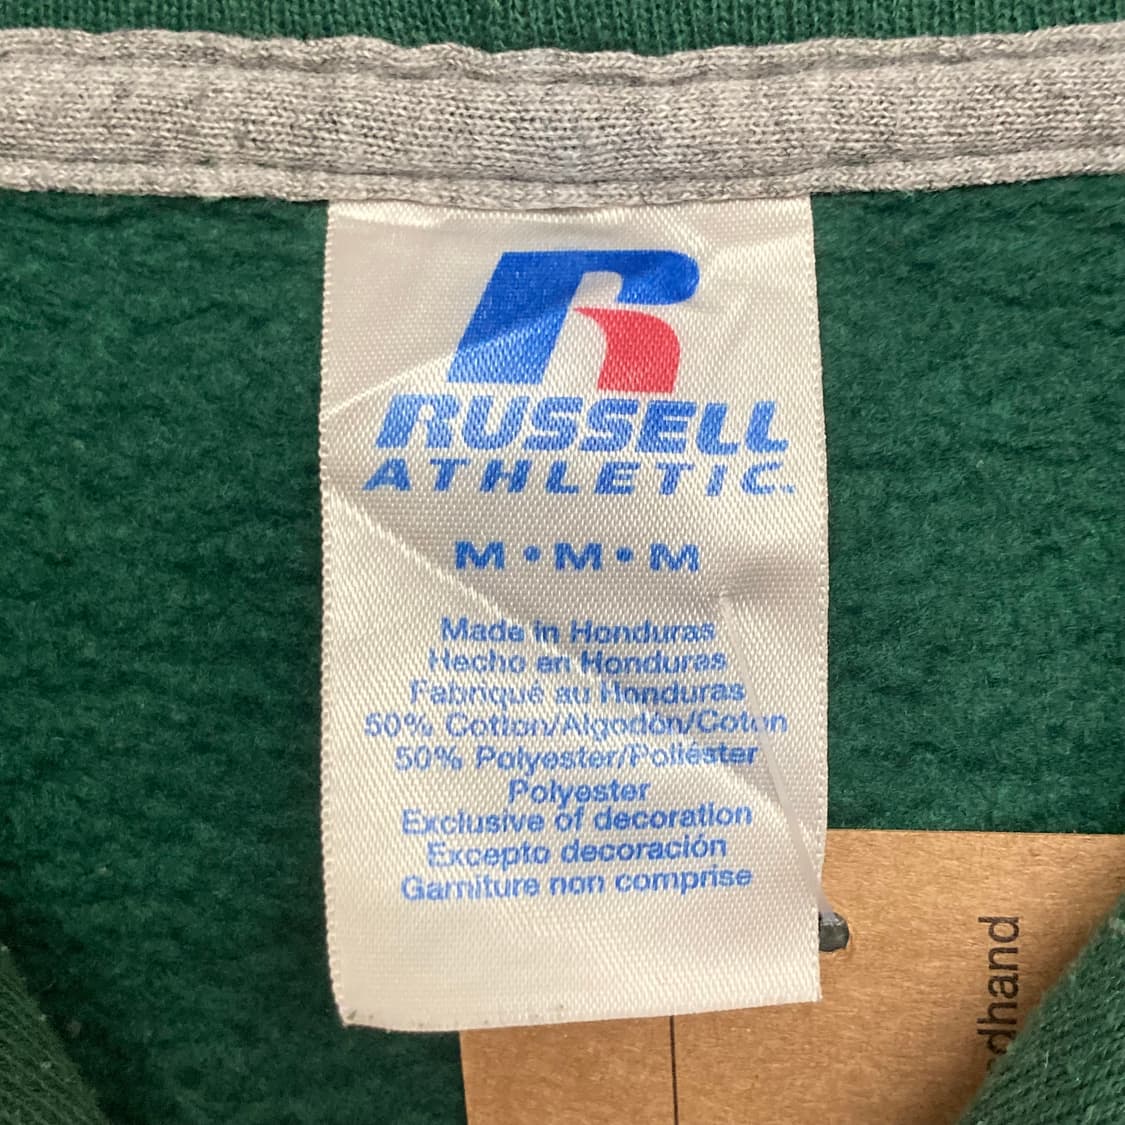 RUSSELL
ATHLETIC
M • M • M
Made in Honduras
Hecho en Honduras
Fabriqué au Honduras
50% Cotton/Algodón/Coton
50% Polyester/Poliéster
Polyester
Exclusive of decoration
Excepto decoración
Garniture non comprise
dhand